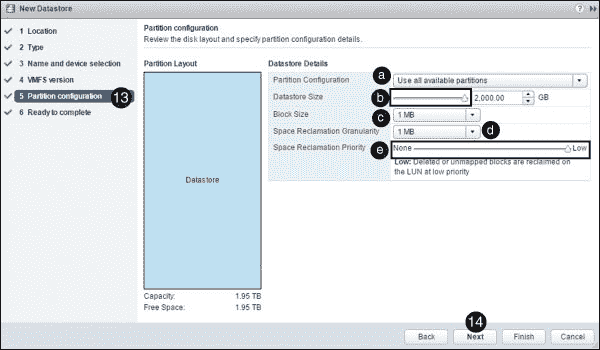 New Datastore
1 Location
2 Type
3 Name and device selection
4 VMFS version
5 Partition configuration 13
6 Ready to complete
Partition configuration
Review the disk layout and specify partition configuration details.
Partition Layout
Datastore
Capacity: 1.95 TB
Free Space: 1.95 TB
Datastore Details
Partition Configuration a Use all available partitions
Datastore Size b 2,000.00 GB
Block Size c 1 MB
Space Reclamation Granularity 1 MB d
Space Reclamation Priority e None Low
Low: Deleted or unmapped blocks are reclaimed on
the LUN at low priority
14
Back Next Finish Cancel